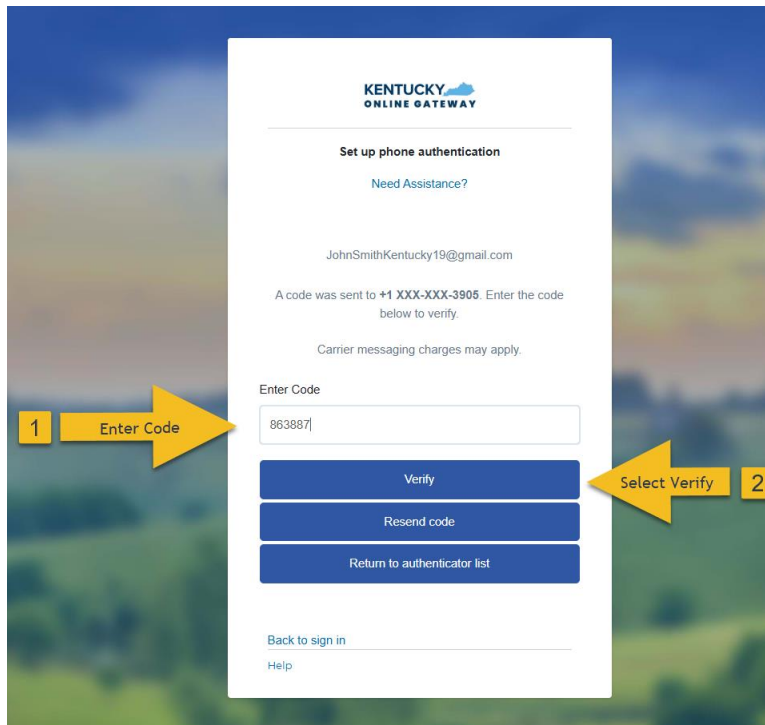 KENTUCKY
ONLINE GATEWAY
Set up phone authentication
Need Assistance?
JohnSmithKentucky19@gmail.com
A code was sent to +1 XXX-XXX-3905. Enter the code
below to verify.
Carrier messaging charges may apply.
Enter Code
1 Enter Code
863887
Verify
Select Verify 2
Resend code
Return to authenticator list
Back to sign in
Help